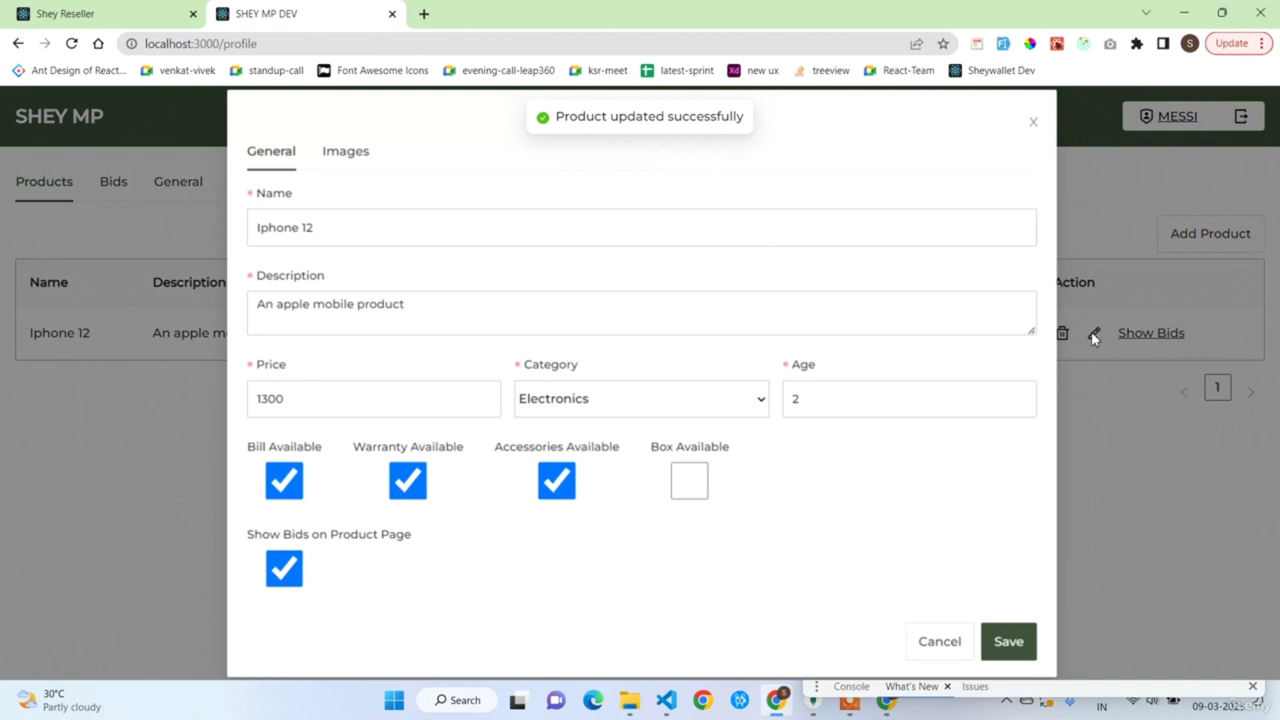 Shey Reseller
SHEY MP DEV
localhost:3000/profile
S
Update
Ant Design of React...
venkat-vivek
standup-call
Font Awesome Icons
evening-call-leap360
ksr-meet
latest-sprint
Xd new ux
treeview
React-Team
Sheywallet Dev
SHEY MP
Product updated successfully
X
MESSI
General
Images
Products
Bids
General
* Name
Iphone 12
Add Product
* Description
An apple mobile product
Name
Description
Action
Iphone 12
An apple m
Show Bids
* Price
* Category
* Age
1300
Electronics
2
1
Bill Available
Warranty Available
Accessories Available
Box Available
Show Bids on Product Page
Cancel
Save
Console
What's New
Issues
30°C
Partly cloudy
Search
IN